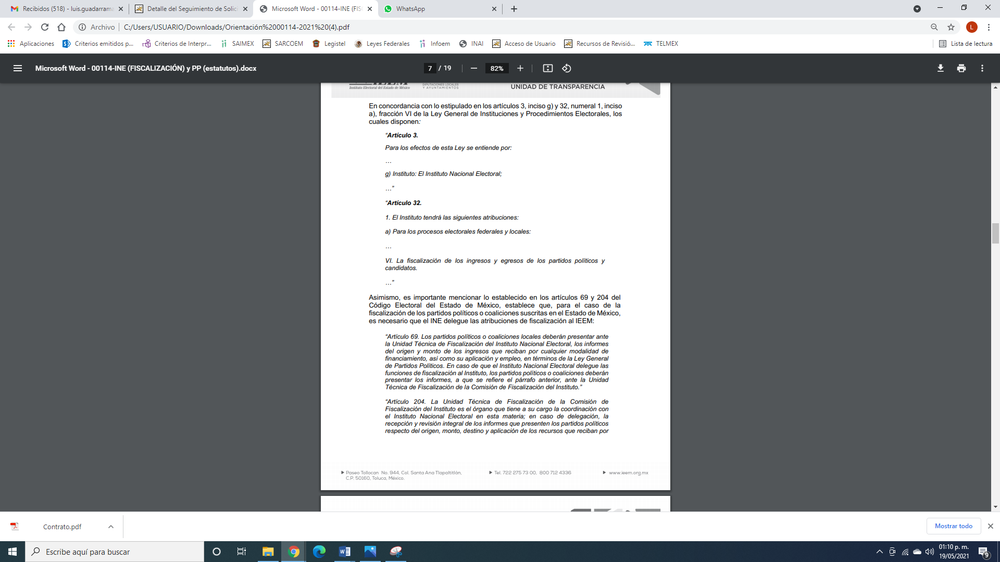 Recibidos (518) - luis.guadarrama
Detalle del Seguimiento de Solici
Microsoft Word - 00114-INE (FIS
WhatsApp
Archivo
C:/Users/USUARIO/Downloads/Orientación%2000114-2021%20(4).pdf
L
Aplicaciones
Criterios emitidos p...
Criterios de Interpr...
SAIMEX
SARCOEM
Legistel
Leyes Federales
Infoem
INAI
Acceso de Usuario
Recursos de Revisió...
TELMEX
Lista de lectura
Microsoft Word - 00114-INE (FISCALIZACIÓN) y PP (estatutos).docx
7 / 19
82%
Instituto Electoral del Estado de México
DIPUTACIONES LOCALES
Y AYUNTAMIENTOS
UNIDAD DE TRANSPARENCIA
En concordancia con lo estipulado en los artículos 3, inciso g) y 32, numeral 1, inciso
a), fracción VI de la Ley General de Instituciones y Procedimientos Electorales, los
cuales disponen:
“Artículo 3.
Para los efectos de esta Ley se entiende por:
…
g) Instituto: El Instituto Nacional Electoral;
…”
“Artículo 32.
1. El Instituto tendrá las siguientes atribuciones:
a) Para los procesos electorales federales y locales:
…
VI. La fiscalización de los ingresos y egresos de los partidos políticos y
candidatos.
…”
Asimismo, es importante mencionar lo establecido en los artículos 69 y 204 del
Código Electoral del Estado de México, establece que, para el caso de la
fiscalización de los partidos políticos o coaliciones suscritas en el Estado de México,
es necesario que el INE delegue las atribuciones de fiscalización al IEEM:
“Artículo 69. Los partidos políticos o coaliciones locales deberán presentar ante
la Unidad Técnica de Fiscalización del Instituto Nacional Electoral, los informes
del origen y monto de los ingresos que reciban por cualquier modalidad de
financiamiento, así como su aplicación y empleo, en términos de la Ley General
de Partidos Políticos. En caso de que el Instituto Nacional Electoral delegue las
funciones de fiscalización al Instituto, los partidos políticos o coaliciones deberán
presentar los informes, a que se refiere el párrafo anterior, ante la Unidad
Técnica de Fiscalización de la Comisión de Fiscalización del Instituto.”
“Artículo 204. La Unidad Técnica de Fiscalización de la Comisión de
Fiscalización del Instituto es el órgano que tiene a su cargo la coordinación con
el Instituto Nacional Electoral en esta materia; en caso de delegación, la
recepción y revisión integral de los informes que presenten los partidos políticos
respecto del origen, monto, destino y aplicación de los recursos que reciban por
Paseo Tollocan No. 944, Col. Santa Ana Tlapaltitlán,
C.P. 50160, Toluca, México.
Tel. 722 275 73 00, 800 712 4336
www.ieem.org.mx
Contrato.pdf
Mostrar todo
Escribe aquí para buscar
01:10 p. m.
19/05/2021
9